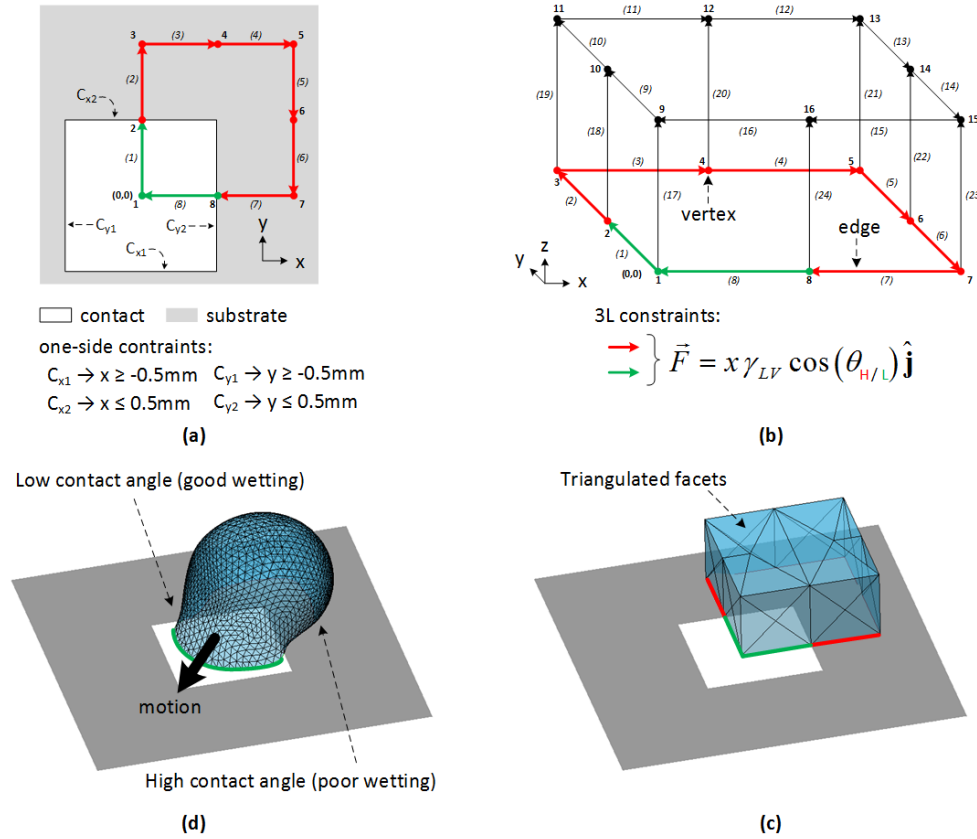 3 (3) 4 (4) 5
(2) (5)
C_x2 6
2
(1) (6)
(0,0) (8) 8 (7)
1 7
C_y1 C_y2 y
C_x1 x
contact substrate
one-side contraints:
C_x1 → x ≥ -0.5mm C_y1 → y ≥ -0.5mm
C_x2 → x ≤ 0.5mm C_y2 → y ≤ 0.5mm
(a)
11 (11) 12 (12) 13
(10) (13)
10 14
(9) (14)
(19) 9 (20) 16 (21) 15
(18) (16) (15)
(3) 4 (4) 5 (22)
3 (17) (24) (5) (23)
(2) vertex
2 6
(1) edge (6)
z
y x (0,0) 1 (8) 8 (7) 7
3L constraints:
F⃗ = x γ_LV cos(θ_H/L) ĵ
(b)
Low contact angle (good wetting)
motion
High contact angle (poor wetting)
(d)
Triangulated facets
(c)